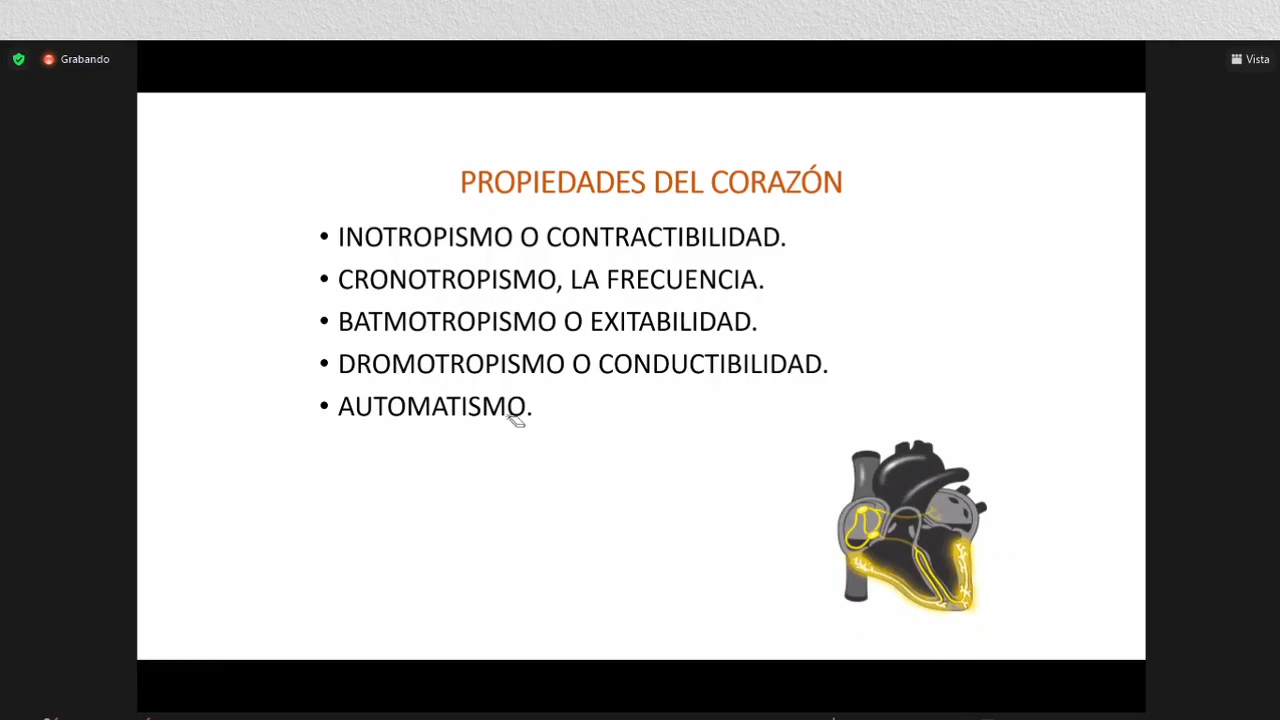 Grabando
Vista
PROPIEDADES DEL CORAZÓN
• INOTROPISMO O CONTRACTIBILIDAD.
• CRONOTROPISMO, LA FRECUENCIA.
• BATMOTROPISMO O EXITABILIDAD.
• DROMOTROPISMO O CONDUCTIBILIDAD.
• AUTOMATISMO.